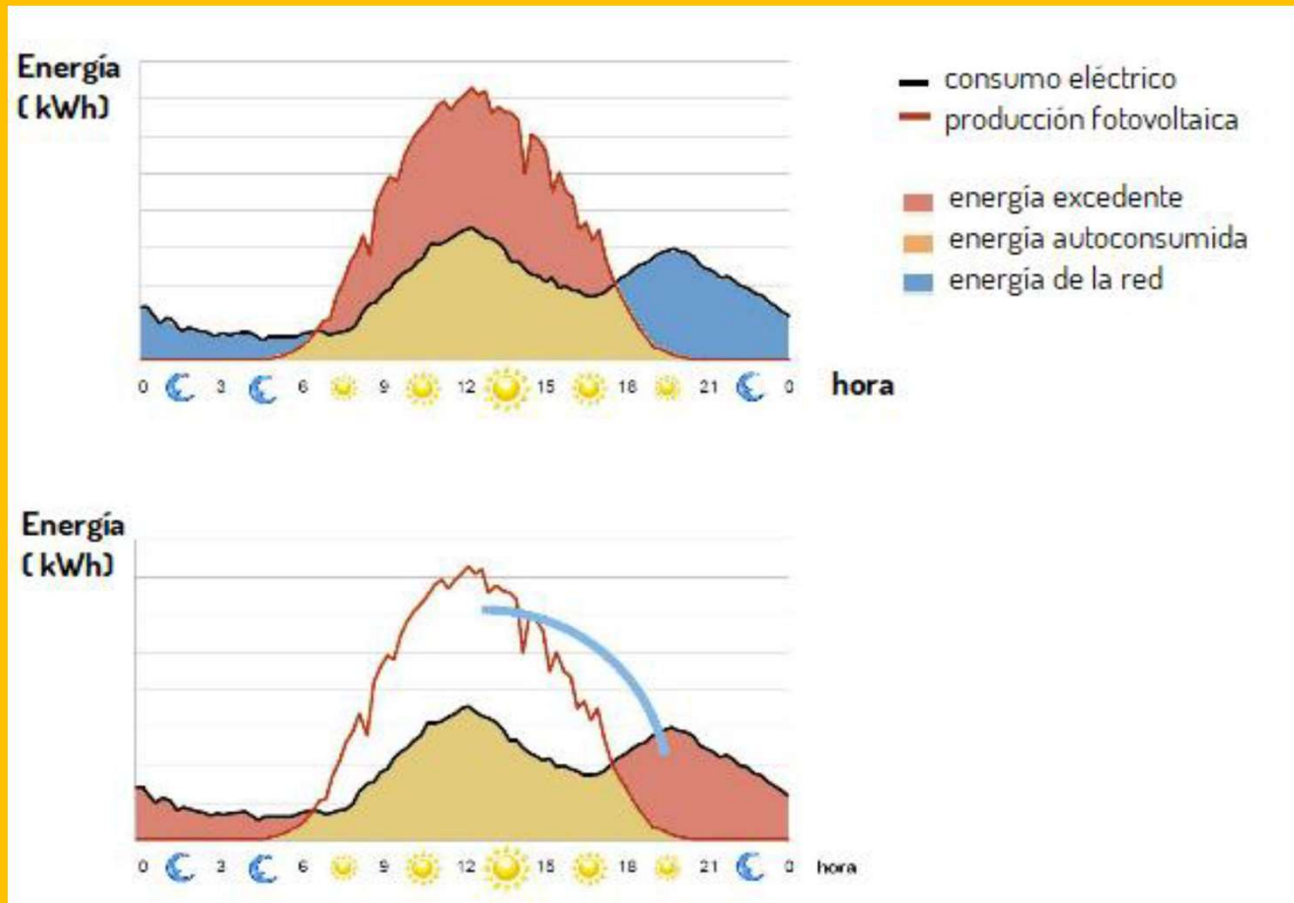 Energía
( kWh)
consumo eléctrico
producción fotovoltaica
energía excedente
energía autoconsumida
energía de la red
0 3 6 9 12 15 18 21 0 hora
Energía
( kWh)
0 3 6 9 12 15 18 21 0 hora